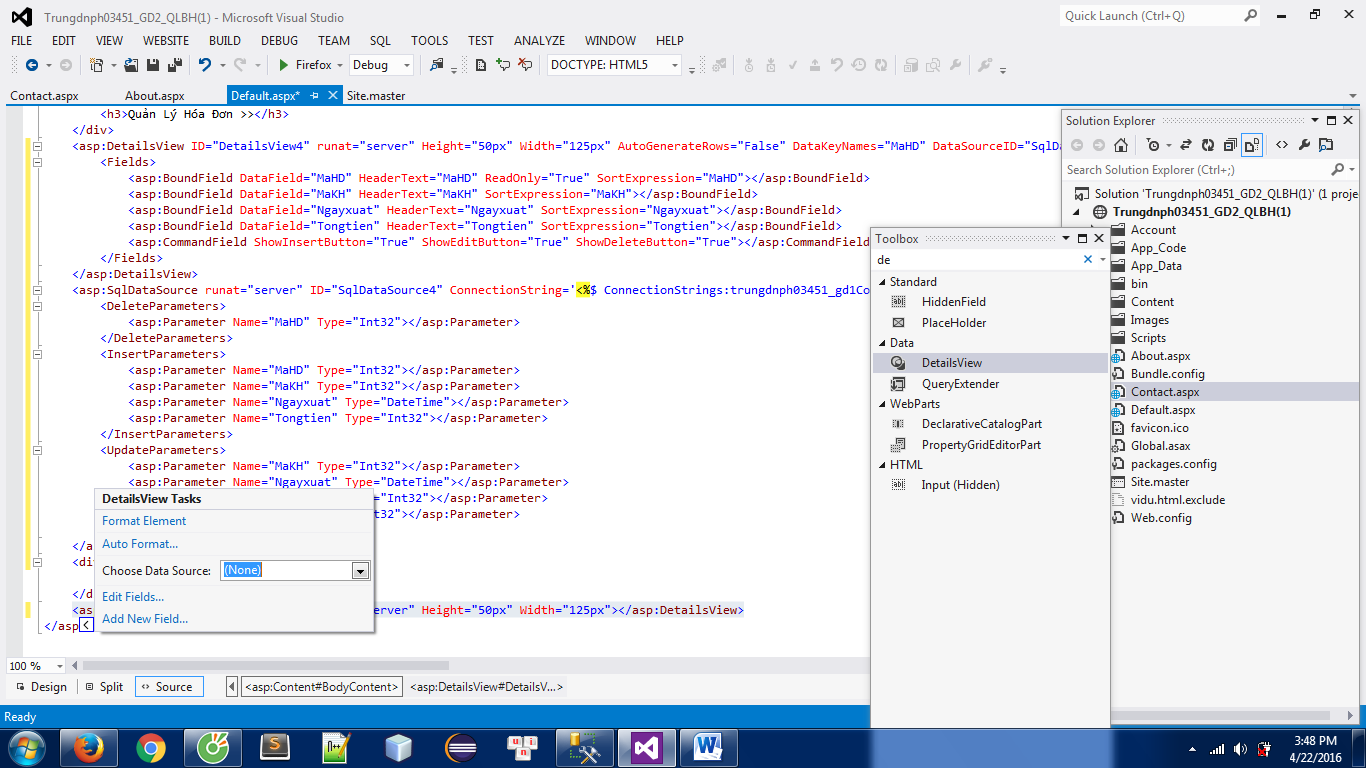 Trungdnph03451_GD2_QLBH(1) - Microsoft Visual Studio
Quick Launch (Ctrl+Q)
FILE EDIT VIEW WEBSITE BUILD DEBUG TEAM SQL TOOLS TEST ANALYZE WINDOW HELP
Firefox Debug DOCTYPE: HTML5
Contact.aspx About.aspx Default.aspx* Site.master
<h3>Quản Lý Hóa Đơn >></h3>
</div>
<asp:DetailsView ID="DetailsView4" runat="server" Height="50px" Width="125px" AutoGenerateRows="False" DataKeyNames="MaHD" DataSourceID="SqlDa
<Fields>
<asp:BoundField DataField="MaHD" HeaderText="MaHD" ReadOnly="True" SortExpression="MaHD"></asp:BoundField>
<asp:BoundField DataField="MaKH" HeaderText="MaKH" SortExpression="MaKH"></asp:BoundField>
<asp:BoundField DataField="Ngayxuat" HeaderText="Ngayxuat" SortExpression="Ngayxuat"></asp:BoundField>
<asp:BoundField DataField="Tongtien" HeaderText="Tongtien" SortExpression="Tongtien"></asp:BoundField>
<asp:CommandField ShowInsertButton="True" ShowEditButton="True" ShowDeleteButton="True"></asp:CommandField
</Fields>
</asp:DetailsView>
<asp:SqlDataSource runat="server" ID="SqlDataSource4" ConnectionString='<%$ ConnectionStrings:trungdnph03451_gd1Co
<DeleteParameters>
<asp:Parameter Name="MaHD" Type="Int32"></asp:Parameter>
</DeleteParameters>
<InsertParameters>
<asp:Parameter Name="MaHD" Type="Int32"></asp:Parameter>
<asp:Parameter Name="MaKH" Type="Int32"></asp:Parameter>
<asp:Parameter Name="Ngayxuat" Type="DateTime"></asp:Parameter>
<asp:Parameter Name="Tongtien" Type="Int32"></asp:Parameter>
</InsertParameters>
<UpdateParameters>
<asp:Parameter Name="MaKH" Type="Int32"></asp:Parameter>
<asp:Parameter Name="Ngayxuat" Type="DateTime"></asp:Parameter>
="Int32"></asp:Parameter>
="Int32"></asp:Parameter>
</a
<div
</d
<as erver" Height="50px" Width="125px"></asp:DetailsView>
</asp <
DetailsView Tasks
Format Element
Auto Format...
Choose Data Source: (None)
Edit Fields...
Add New Field...
100 %
Design Split Source <asp:Content#BodyContent> <asp:DetailsView#DetailsV...>
Ready
Toolbox
de
Standard
HiddenField
PlaceHolder
Data
DetailsView
QueryExtender
WebParts
DeclarativeCatalogPart
PropertyGridEditorPart
HTML
Input (Hidden)
Solution Explorer
Search Solution Explorer (Ctrl+;)
Solution 'Trungdnph03451_GD2_QLBH(1)' (1 proje
Trungdnph03451_GD2_QLBH(1)
Account
App_Code
App_Data
bin
Content
Images
Scripts
About.aspx
Bundle.config
Contact.aspx
Default.aspx
favicon.ico
Global.asax
packages.config
Site.master
vidu.html.exclude
Web.config
3:48 PM
4/22/2016